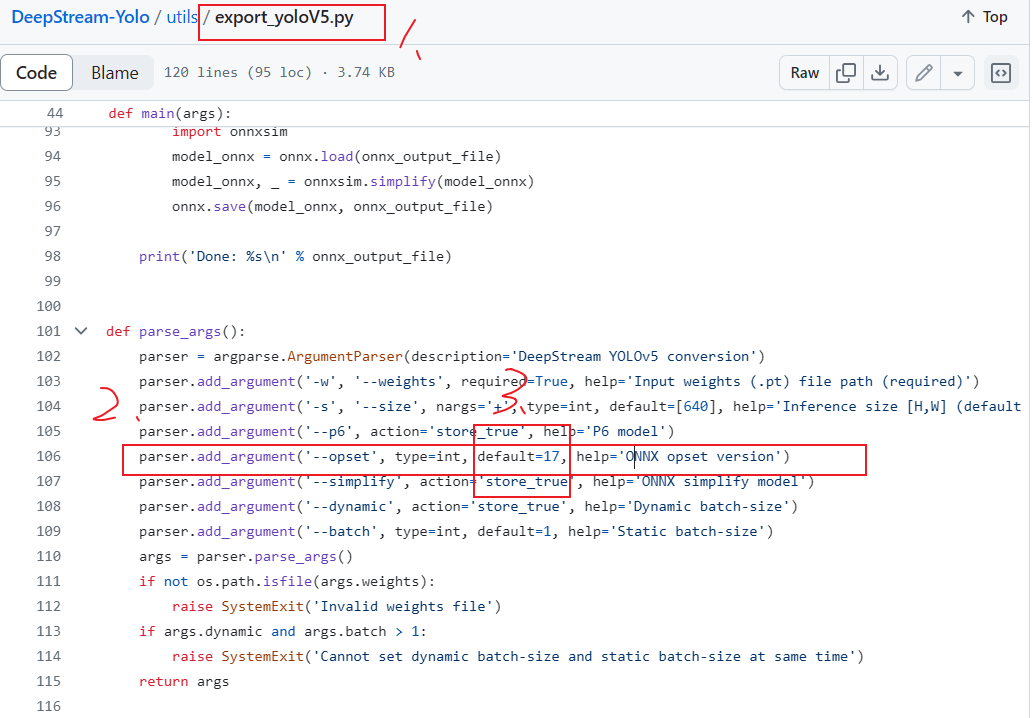 DeepStream-Yolo / utils / export_yoloV5.py
Top
1.
Code Blame 120 lines (95 loc) · 3.74 KB Raw
44 def main(args):
93 import onnxsim
94 model_onnx = onnx.load(onnx_output_file)
95 model_onnx, _ = onnxsim.simplify(model_onnx)
96 onnx.save(model_onnx, onnx_output_file)
97
98 print('Done: %s\n' % onnx_output_file)
99
100
101 def parse_args():
102 parser = argparse.ArgumentParser(description='DeepStream YOLOv5 conversion')
103 parser.add_argument('-w', '--weights', required=True, help='Input weights (.pt) file path (required)')
2. 3.
104 parser.add_argument('-s', '--size', nargs='+', type=int, default=[640], help='Inference size [H,W] (default
105 parser.add_argument('--p6', action='store_true', help='P6 model')
106 parser.add_argument('--opset', type=int, default=17, help='ONNX opset version')
107 parser.add_argument('--simplify', action='store_true', help='ONNX simplify model')
108 parser.add_argument('--dynamic', action='store_true', help='Dynamic batch-size')
109 parser.add_argument('--batch', type=int, default=1, help='Static batch-size')
110 args = parser.parse_args()
111 if not os.path.isfile(args.weights):
112 raise SystemExit('Invalid weights file')
113 if args.dynamic and args.batch > 1:
114 raise SystemExit('Cannot set dynamic batch-size and static batch-size at same time')
115 return args
116